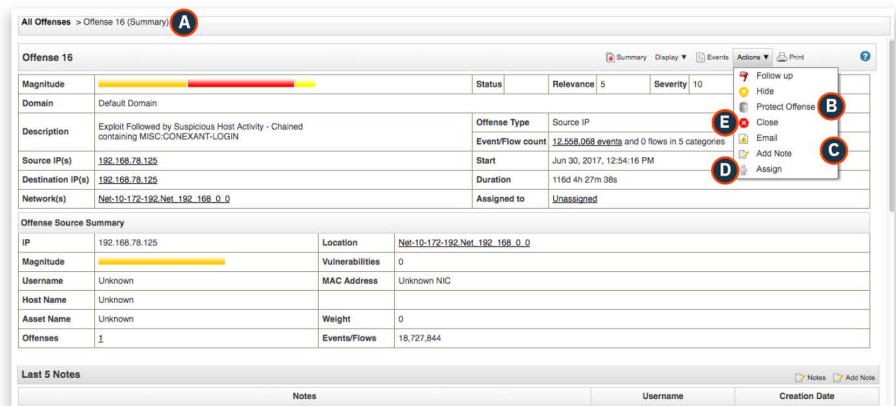 All Offenses > Offense 16 (Summary) A
Offense 16 Summary Display ▼ Events Actions ▼ Print ?
Magnitude Status Relevance 5 Severity 10
Follow up
Hide
Protect Offense B
E Close
Email
Add Note C
D Assign
Domain Default Domain
Description Exploit Followed by Suspicious Host Activity - Chained
containing MISC:CONEXANT-LOGIN
Offense Type Source IP
Event/Flow count 12,558,068 events and 0 flows in 5 categories
Source IP(s) 192.168.78.125 Start Jun 30, 2017, 12:54:16 PM
Destination IP(s) 192.168.78.125 Duration 116d 4h 27m 38s
Network(s) Net-10-172-192.Net_192_168_0_0 Assigned to Unassigned
Offense Source Summary
IP 192.168.78.125 Location Net-10-172-192.Net_192_168_0_0
Magnitude Vulnerabilities 0
Username Unknown MAC Address Unknown NIC
Host Name Unknown
Asset Name Unknown Weight 0
Offenses 1 Events/Flows 18,727,844
Last 5 Notes Notes Add Note
Notes Username Creation Date